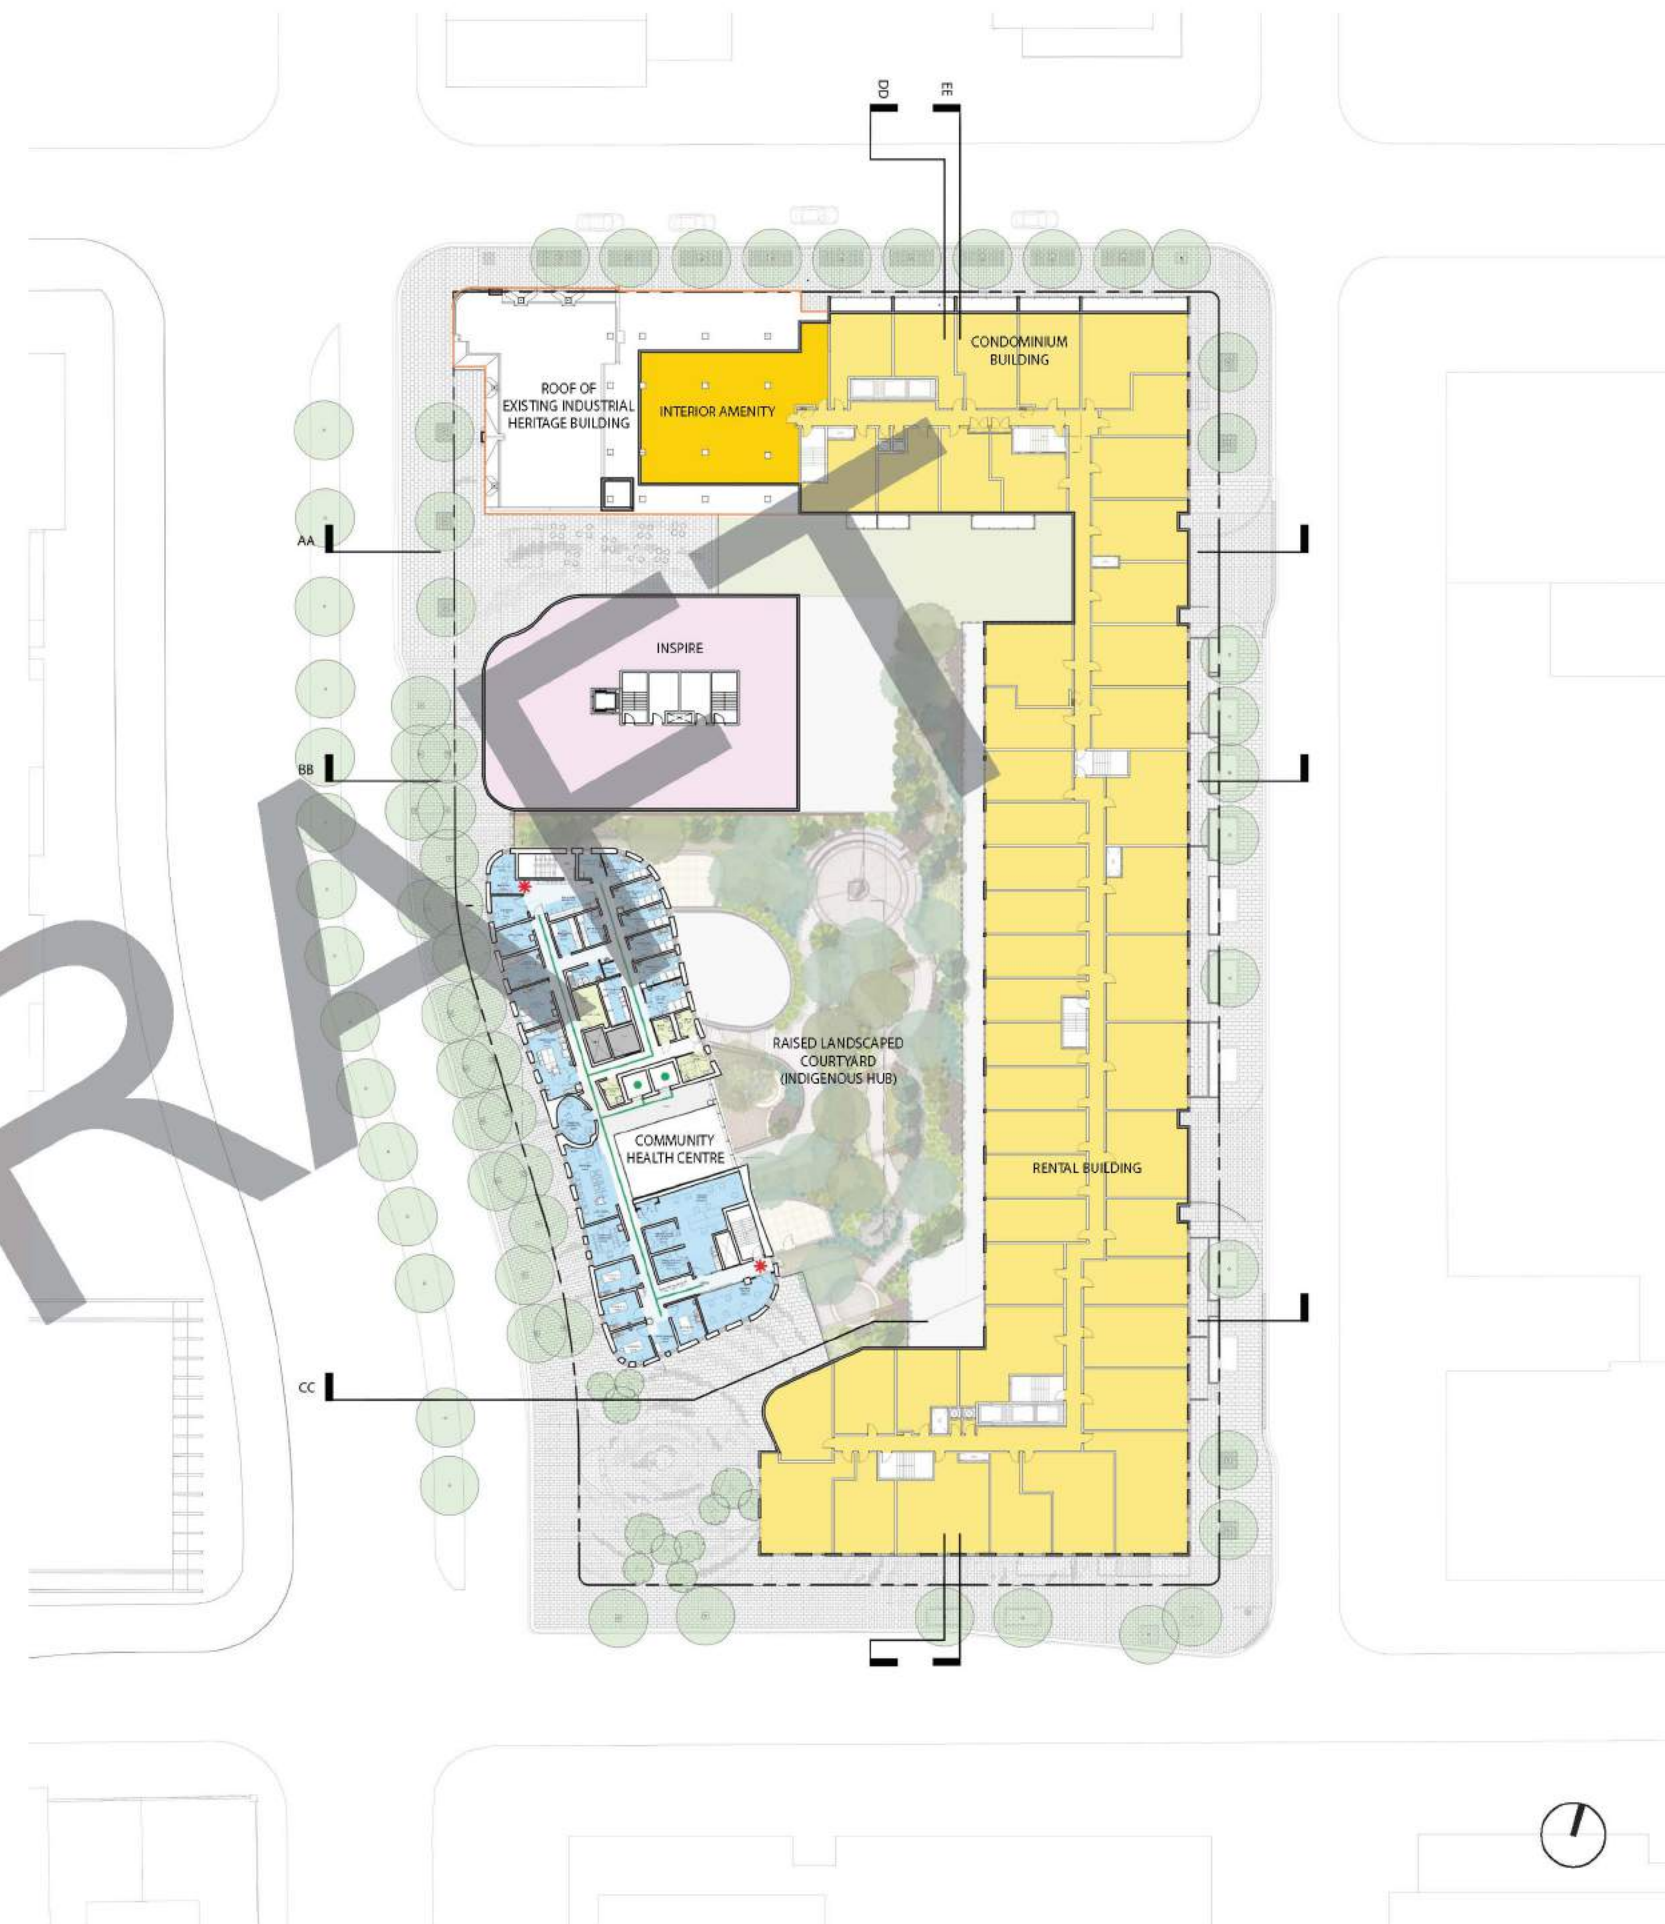 DD
EE
CONDOMINIUM
BUILDING
ROOF OF
EXISTING INDUSTRIAL
HERITAGE BUILDING
INTERIOR AMENITY
AA
INSPIRE
BB
RAFT
RAISED LANDSCAPED
COURTYARD
(INDIGENOUS HUB)
COMMUNITY
HEALTH CENTRE
RENTAL BUILDING
CC